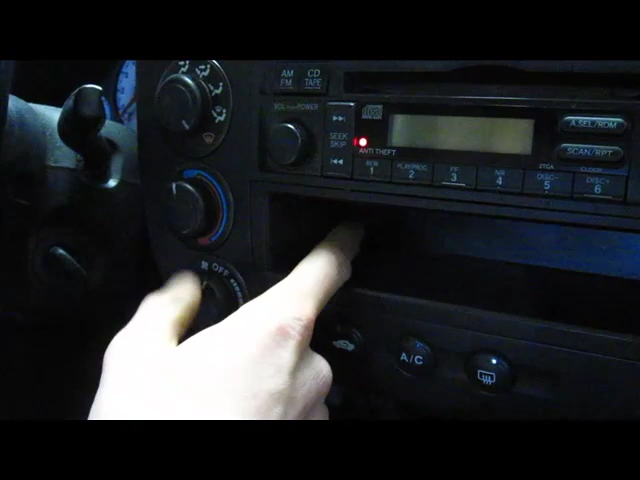 AM CD
FM TAPE
VOL PUSH POWER
SEEK
SKIP
ANTI THEFT
A.SEL/RDM
SCAN/RPT
REW PLAY/PROG FF NR DISC- DISC+
1 2 3 4 5 6
OFF
A/C